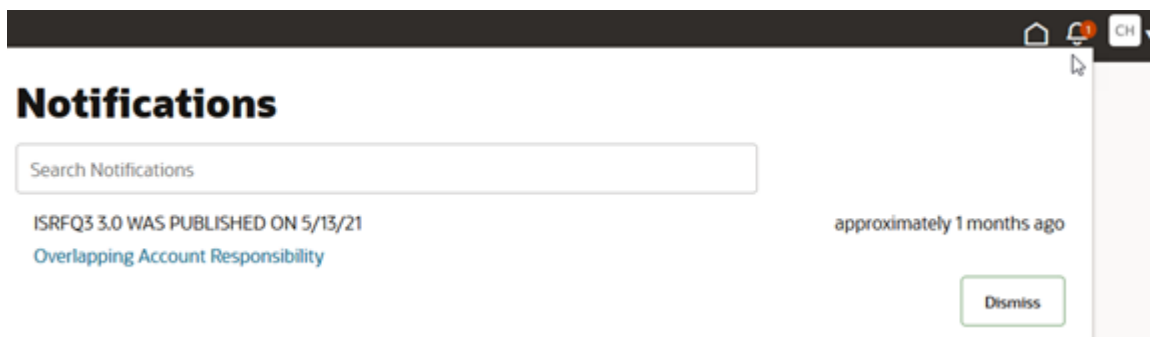 1
CH
Notifications
Search Notifications
ISRFQ3 3.0 WAS PUBLISHED ON 5/13/21
approximately 1 months ago
Overlapping Account Responsibility
Dismiss